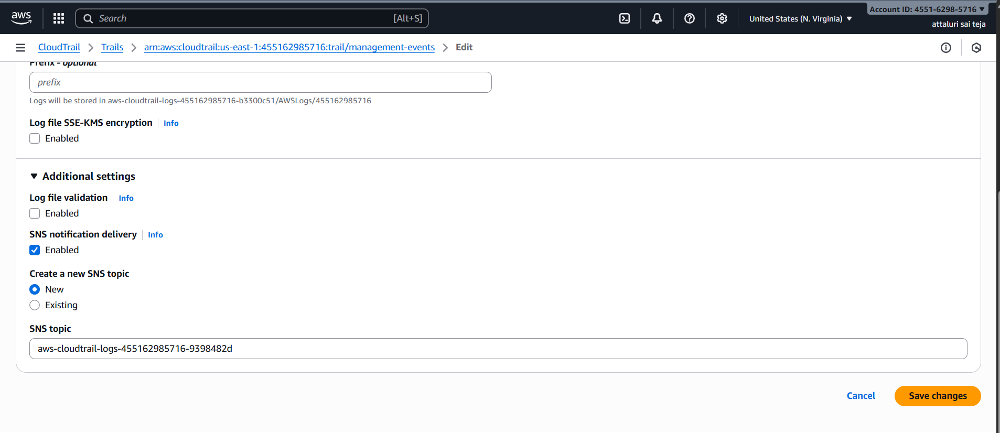 aws
Search [Alt+S]
United States (N. Virginia)
Account ID: 4551-6298-5716
attaluri sai teja
CloudTrail > Trails > arn:aws:cloudtrail:us-east-1:455162985716:trail/management-events > Edit
Prefix - optional
prefix
Logs will be stored in aws-cloudtrail-logs-455162985716-b3300c51/AWSLogs/455162985716
Log file SSE-KMS encryption | Info
Enabled
Additional settings
Log file validation | Info
Enabled
SNS notification delivery | Info
Enabled
Create a new SNS topic
New
Existing
SNS topic
aws-cloudtrail-logs-455162985716-9398482d
Cancel Save changes